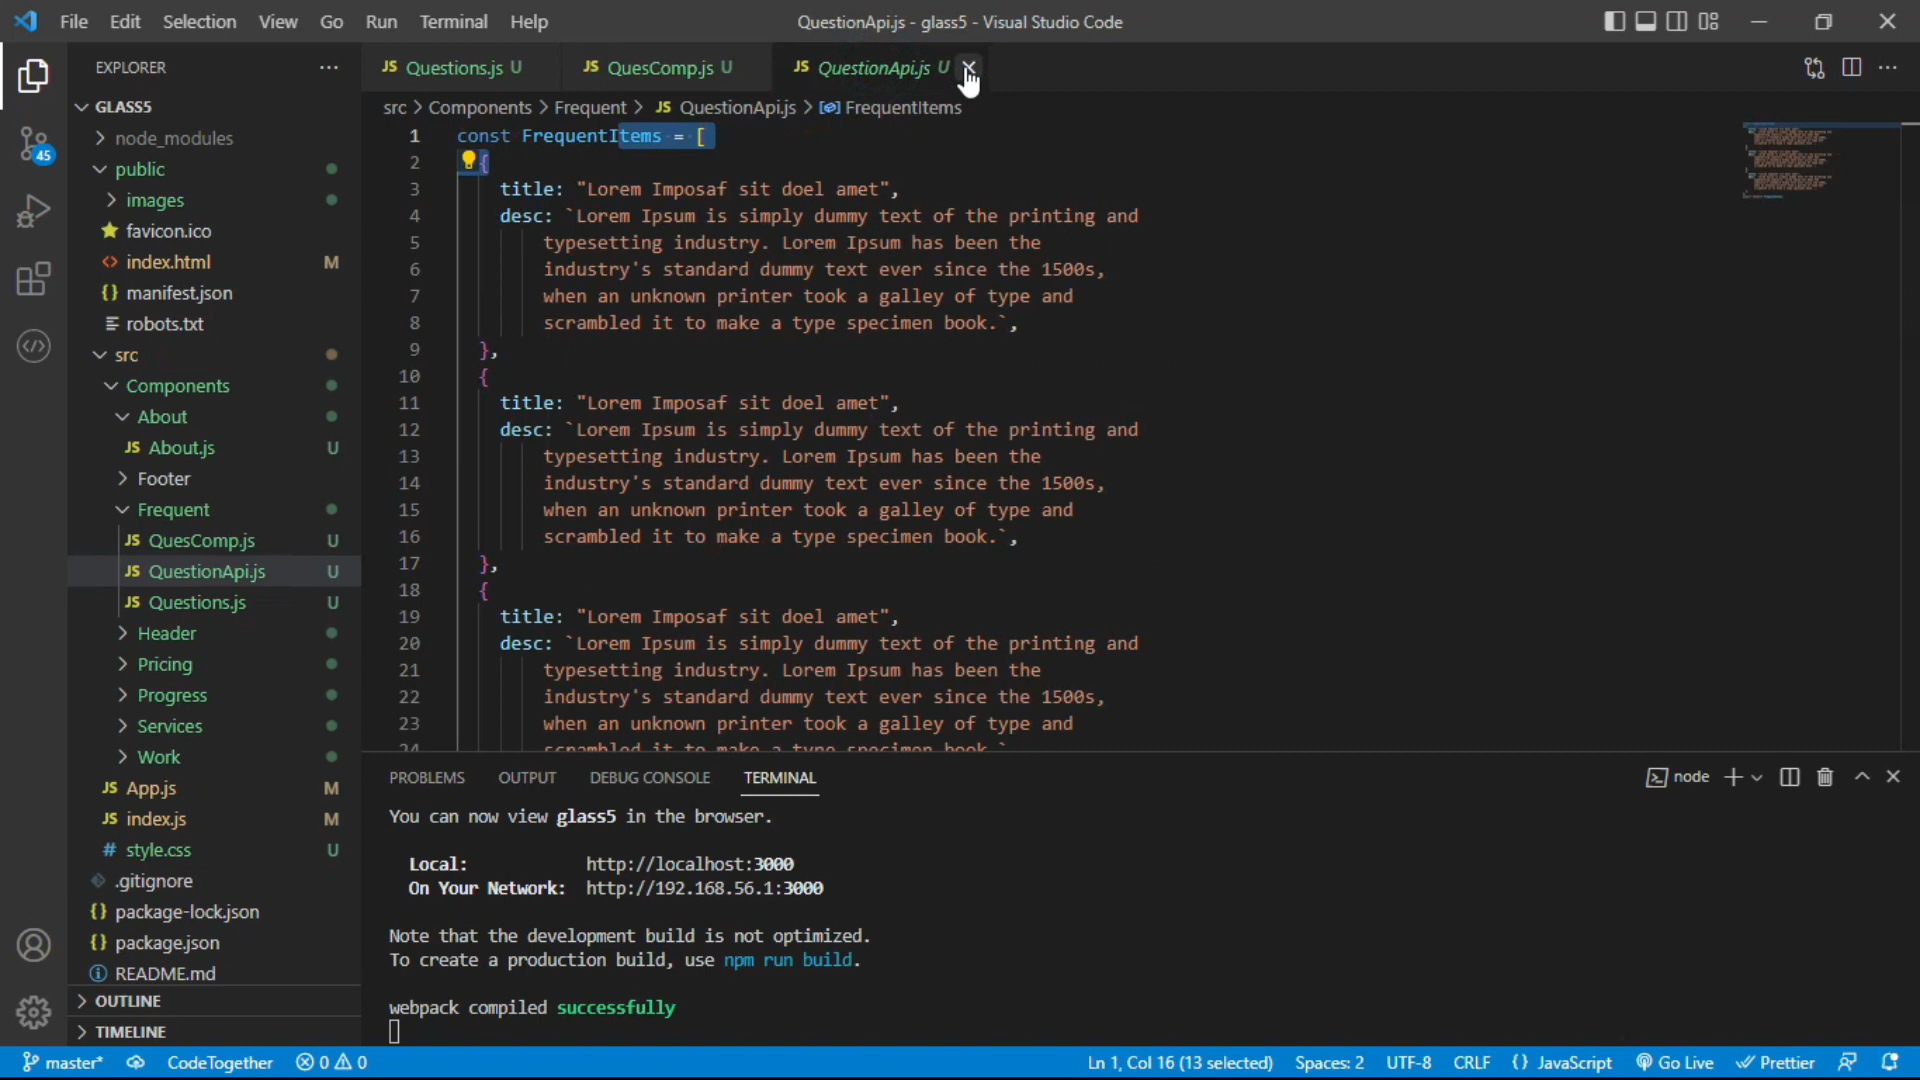 File Edit Selection View Go Run Terminal Help
QuestionApi.js - glass5 - Visual Studio Code
EXPLORER
GLASS5
node_modules
public
images
favicon.ico
index.html M
manifest.json
robots.txt
src
Components
About
About.js U
Footer
Frequent
QuesComp.js U
QuestionApi.js U
Questions.js U
Header
Pricing
Progress
Services
Work
App.js M
index.js M
style.css U
.gitignore
package-lock.json
package.json
README.md
OUTLINE
TIMELINE
45
JS Questions.js U
JS QuesComp.js U
JS QuestionApi.js U
src > Components > Frequent > JS QuestionApi.js > FrequentItems
1 const FrequentItems = [
2 {
3 title: "Lorem Imposaf sit doel amet",
4 desc: `Lorem Ipsum is simply dummy text of the printing and
5 typesetting industry. Lorem Ipsum has been the
6 industry's standard dummy text ever since the 1500s,
7 when an unknown printer took a galley of type and
8 scrambled it to make a type specimen book.`,
9 },
10 {
11 title: "Lorem Imposaf sit doel amet",
12 desc: `Lorem Ipsum is simply dummy text of the printing and
13 typesetting industry. Lorem Ipsum has been the
14 industry's standard dummy text ever since the 1500s,
15 when an unknown printer took a galley of type and
16 scrambled it to make a type specimen book.`,
17 },
18 {
19 title: "Lorem Imposaf sit doel amet",
20 desc: `Lorem Ipsum is simply dummy text of the printing and
21 typesetting industry. Lorem Ipsum has been the
22 industry's standard dummy text ever since the 1500s,
23 when an unknown printer took a galley of type and
24 scrambled it to make a type specimen book.`
PROBLEMS OUTPUT DEBUG CONSOLE TERMINAL
node
You can now view glass5 in the browser.
Local: http://localhost:3000
On Your Network: http://192.168.56.1:3000
Note that the development build is not optimized.
To create a production build, use npm run build.
webpack compiled successfully
master* CodeTogether 0 0
Ln 1, Col 16 (13 selected) Spaces: 2 UTF-8 CRLF {} JavaScript Go Live Prettier